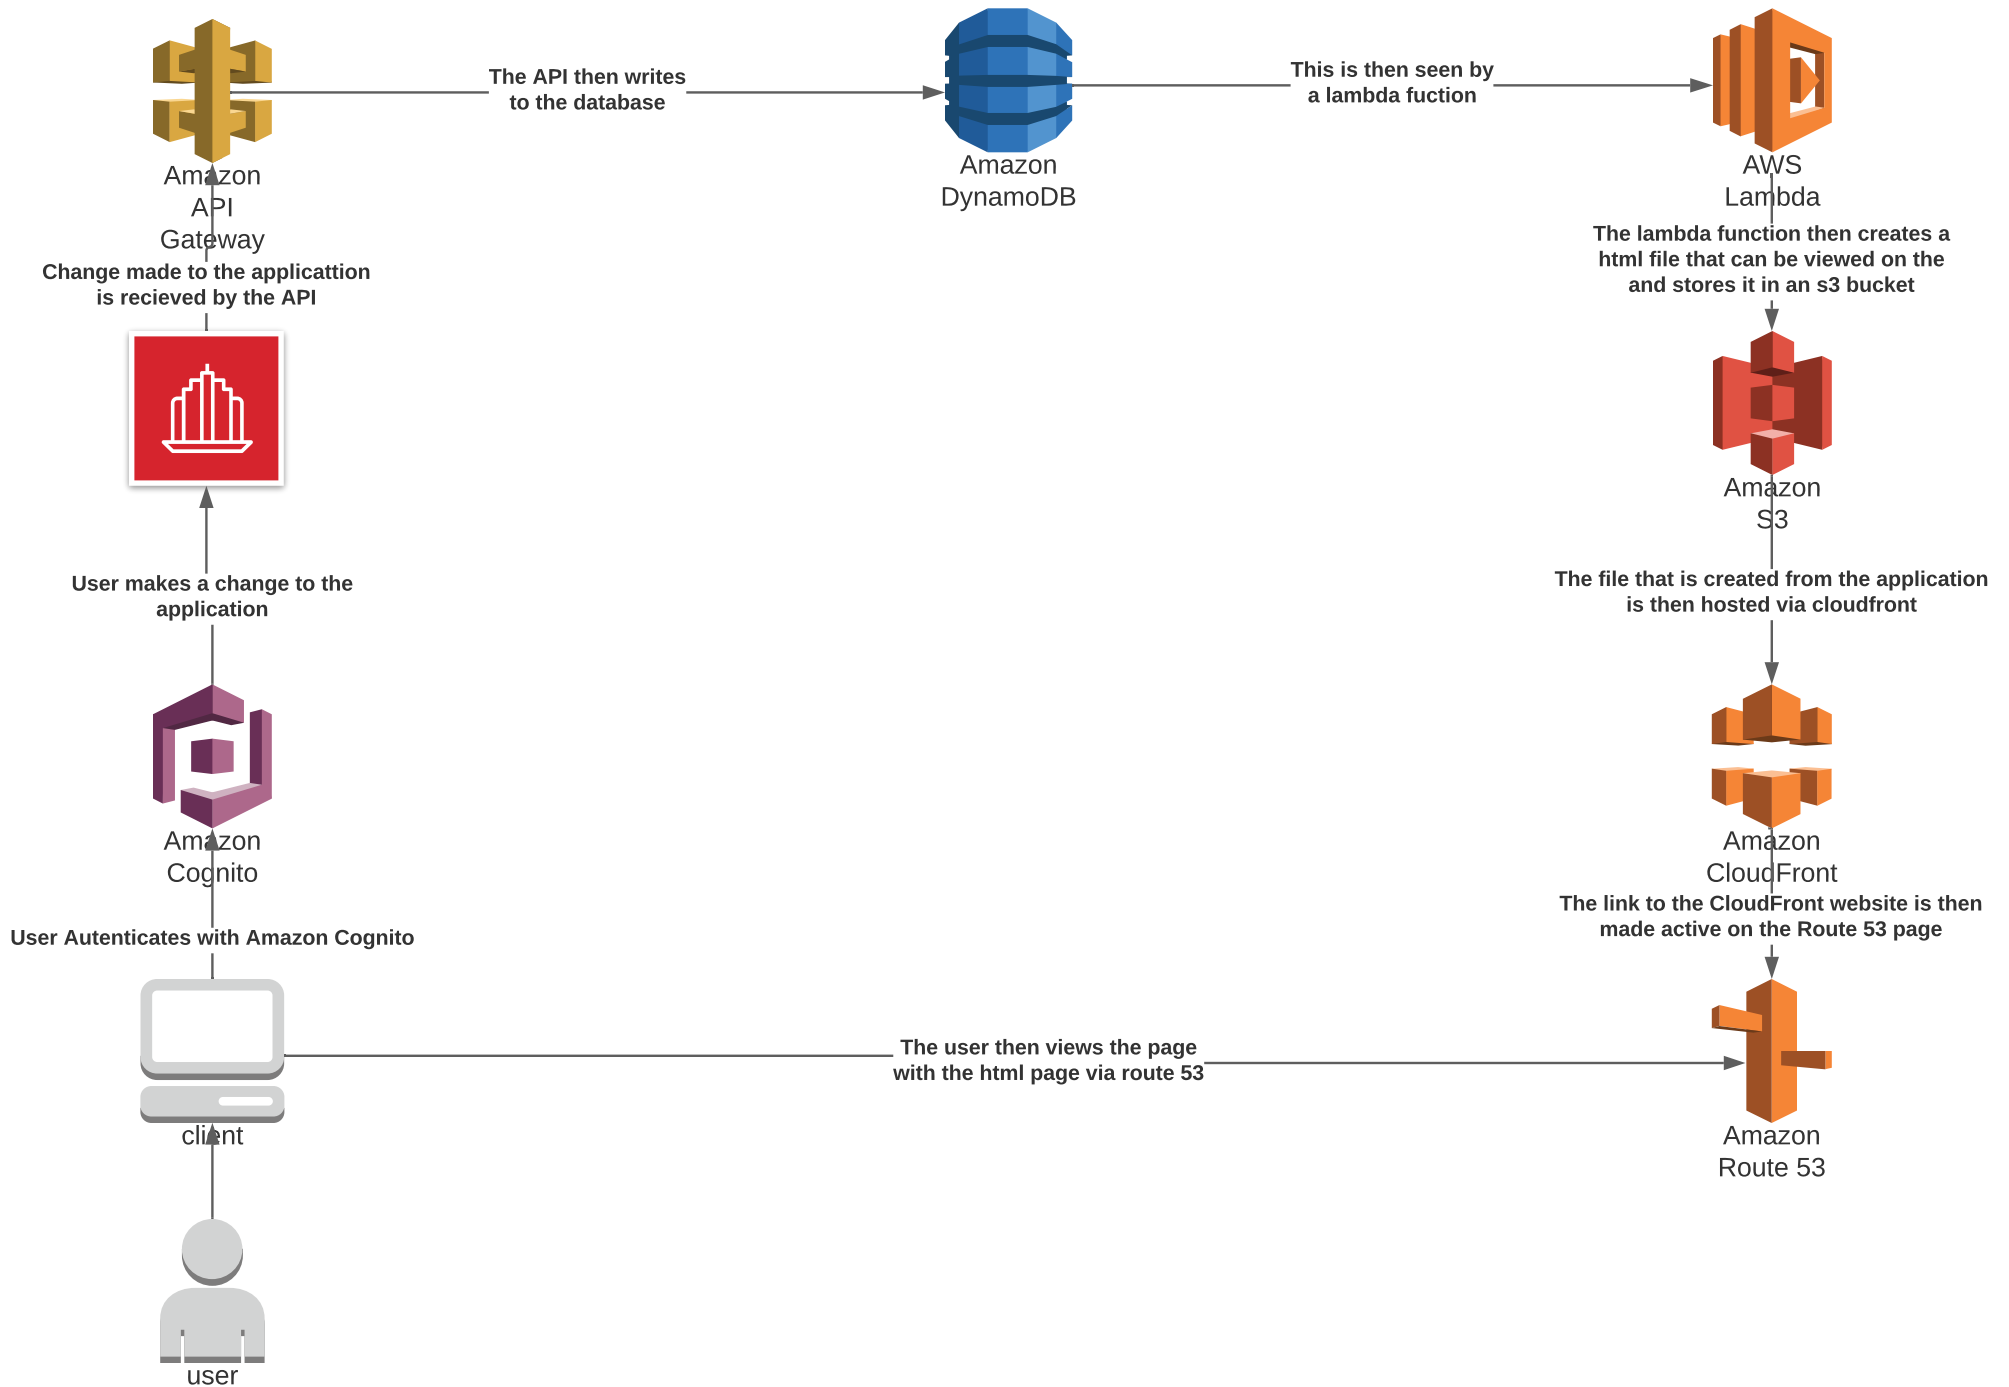 The API then writes
to the database
This is then seen by
a lambda fuction
Amazon
API
Gateway
Amazon
DynamoDB
AWS
Lambda
The lambda function then creates a
html file that can be viewed on the
and stores it in an s3 bucket
Change made to the applicattion
is recieved by the API
Amazon
S3
User makes a change to the
application
The file that is created from the application
is then hosted via cloudfront
Amazon
Cognito
Amazon
CloudFront
User Autenticates with Amazon Cognito
The link to the CloudFront website is then
made active on the Route 53 page
The user then views the page
with the html page via route 53
client
Amazon
Route 53
user